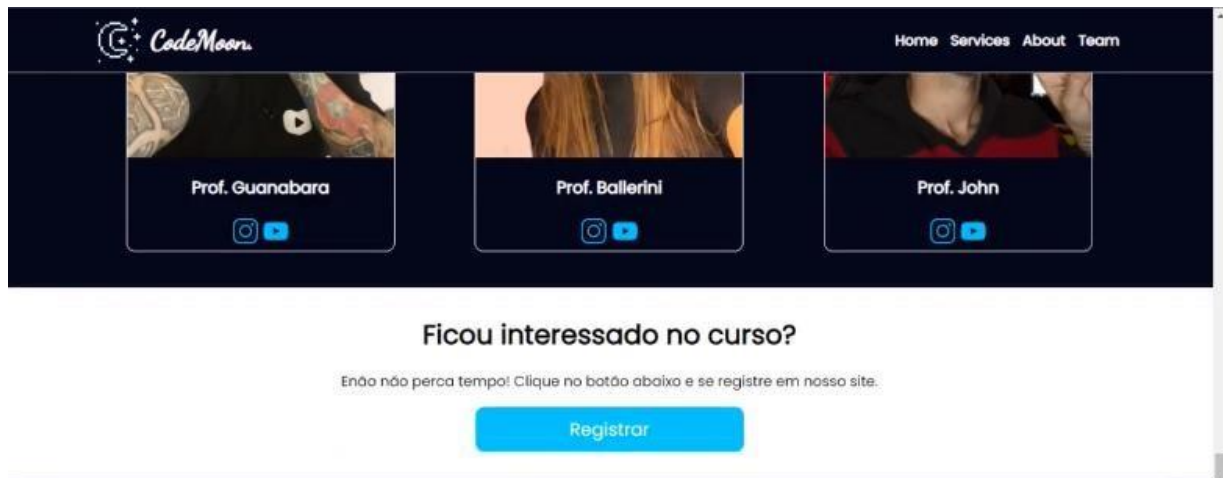 CodeMoon.
Home Services About Team
Prof. Guanabara
Prof. Ballerini
Prof. John
Ficou interessado no curso?
Enão não perca tempo! Clique no botão abaixo e se registre em nosso site.
Registrar